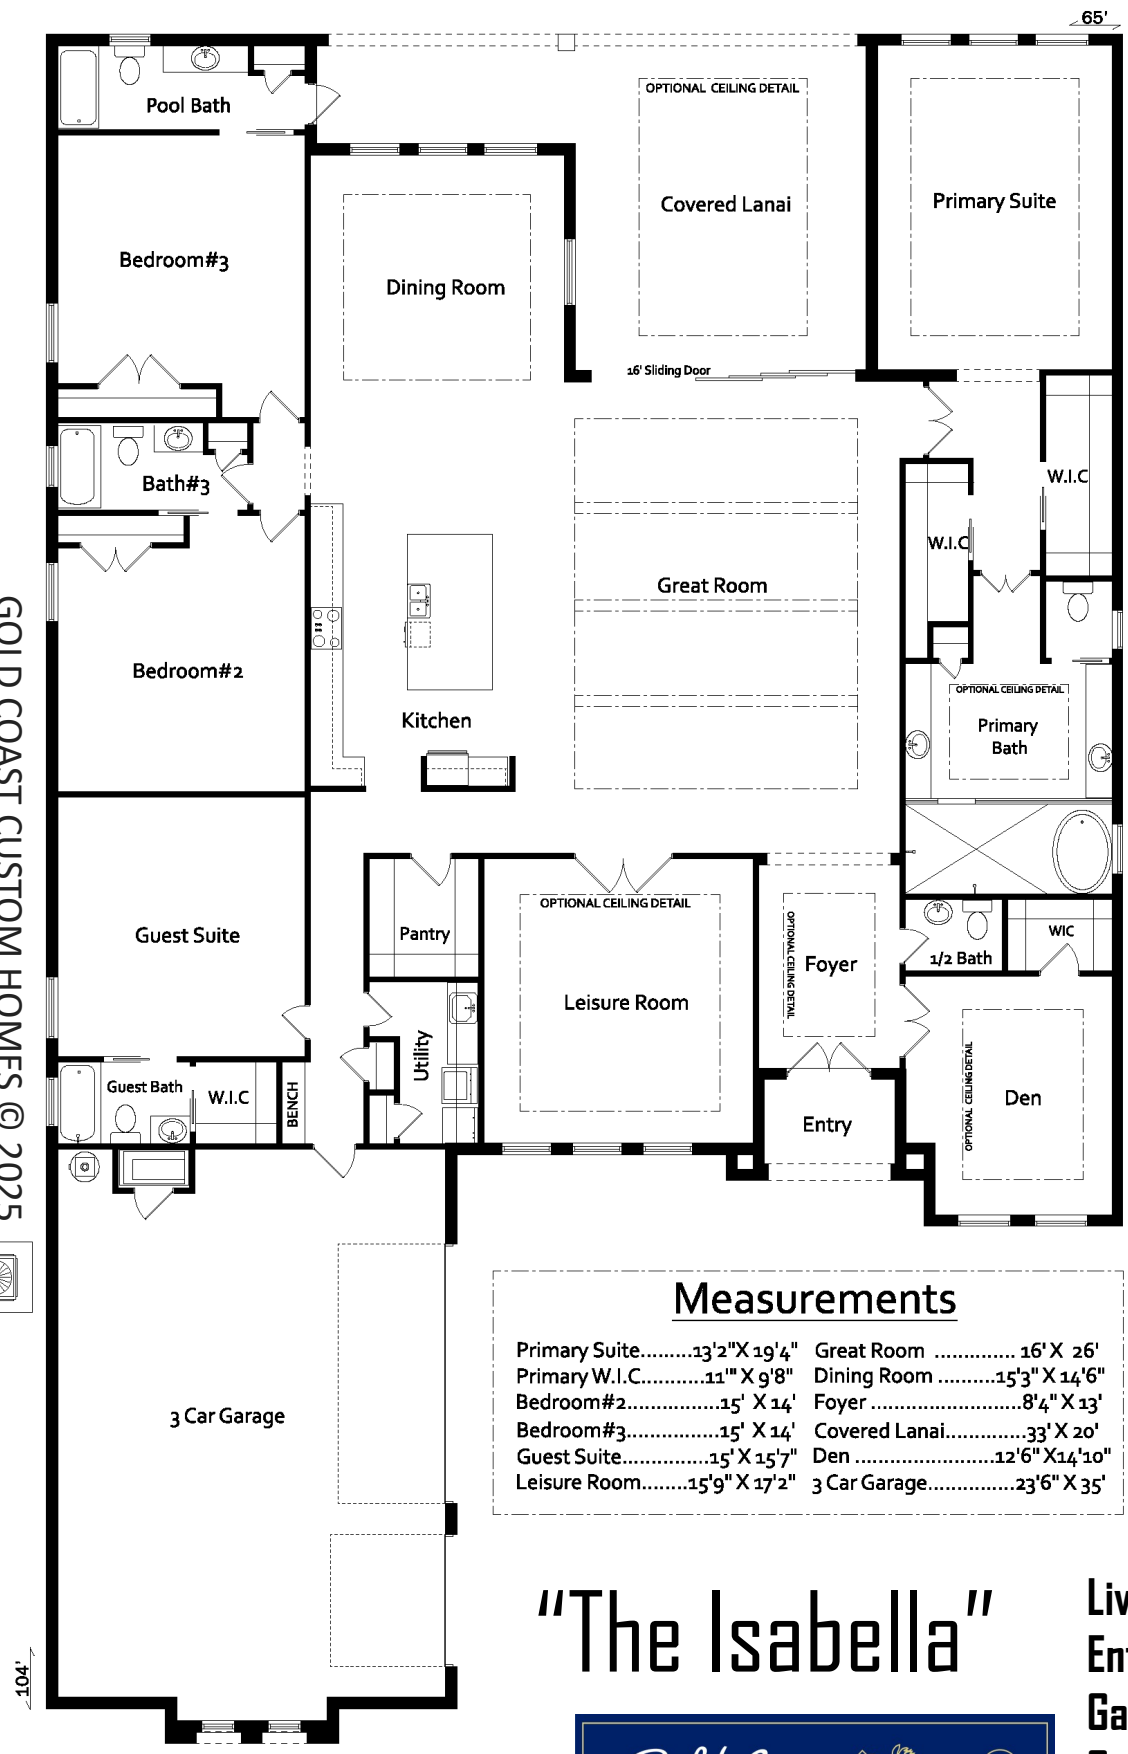 65'
OPTIONAL CEILING DETAIL
Pool Bath
Primary Suite
Covered Lanai
Bedroom#3
Dining Room
16' Sliding Door
Bath#3
W.I.C
W.I.C
Great Room
Bedroom#2
OPTIONAL CEILING DETAIL
Kitchen
Primary
Bath
OPTIONAL CEILING DETAIL
Guest Suite
Pantry
WIC
1/2 Bath
Foyer
OPTIONAL CEILING DETAIL
Leisure Room
Utility
Guest Bath
W.I.C
BENCH
Entry
Den
OPTIONAL CEILING DETAIL
GOLD COAST CUSTOM HOMES © 2025
3 Car Garage
Measurements
Primary Suite.........13'2"X 19'4"
Primary W.I.C...........11'" X 9'8"
Bedroom#2................15' X 14'
Bedroom#3................15' X 14'
Guest Suite...............15' X 15'7"
Leisure Room........15'9" X 17'2"
Great Room .............. 16' X 26'
Dining Room ..........15'3" X 14'6"
Foyer ..........................8'4" X 13'
Covered Lanai..............33' X 20'
Den ........................12'6" X14'10"
3 Car Garage...............23'6" X 35'
"The Isabella"
104'